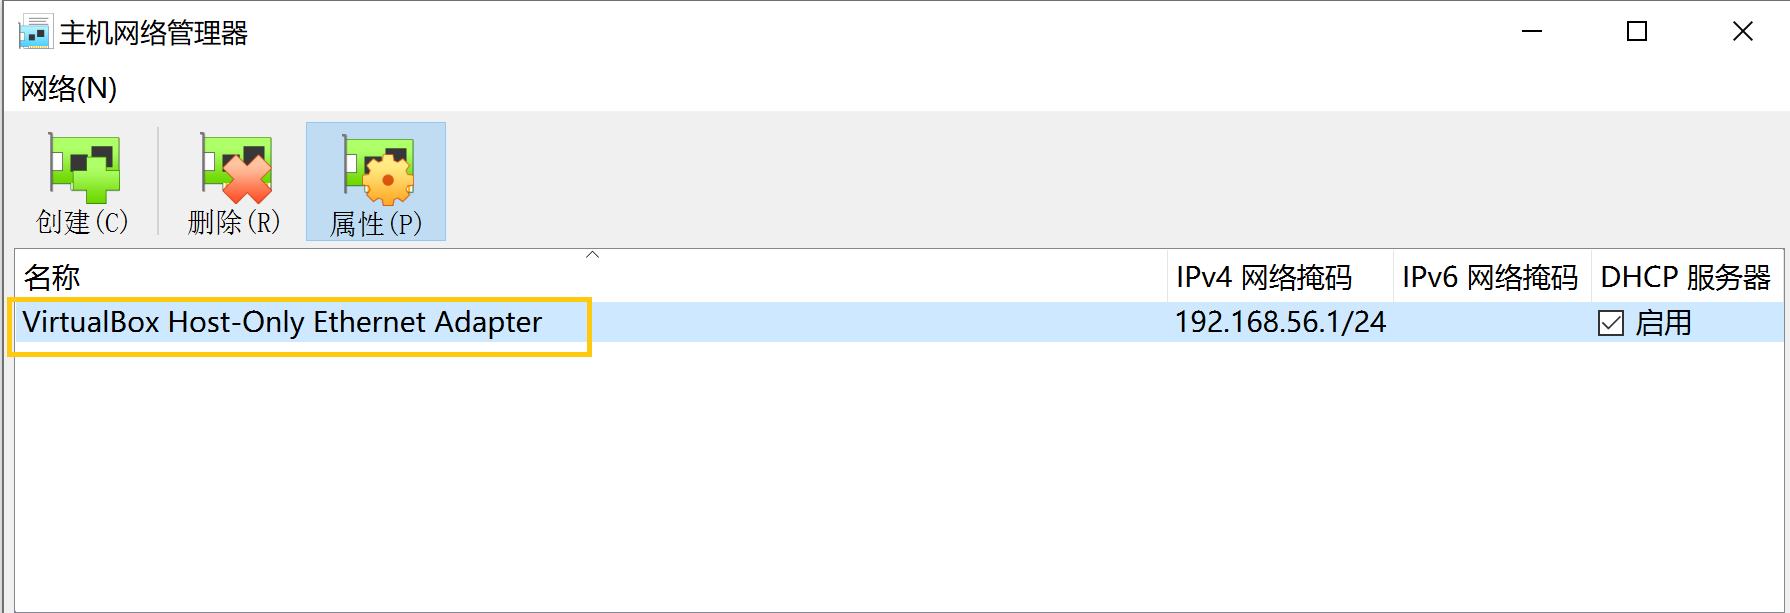 主机网络管理器
网络(N)
创建(C) 删除(R) 属性(P)
名称 IPv4 网络掩码 IPv6 网络掩码 DHCP 服务器
VirtualBox Host-Only Ethernet Adapter 192.168.56.1/24 启用